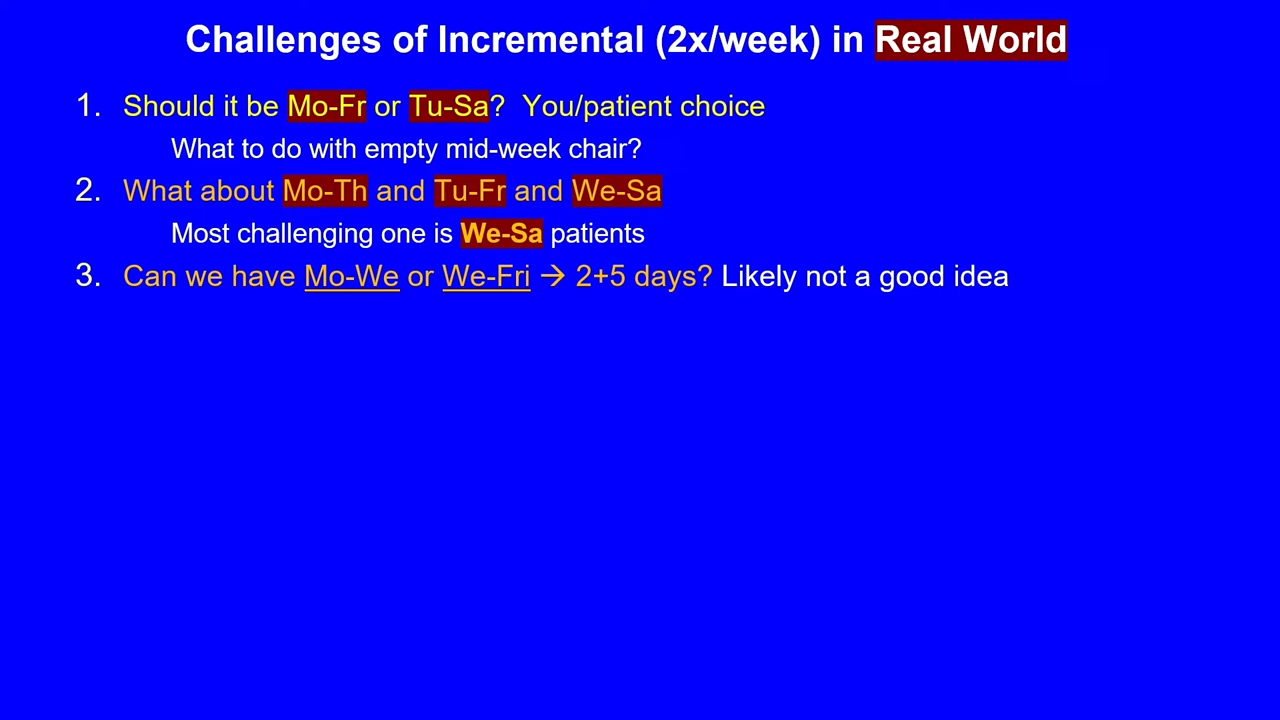 Challenges of Incremental (2x/week) in Real World
1. Should it be Mo-Fr or Tu-Sa? You/patient choice
What to do with empty mid-week chair?
2. What about Mo-Th and Tu-Fr and We-Sa
Most challenging one is We-Sa patients
3. Can we have Mo-We or We-Fri → 2+5 days? Likely not a good idea